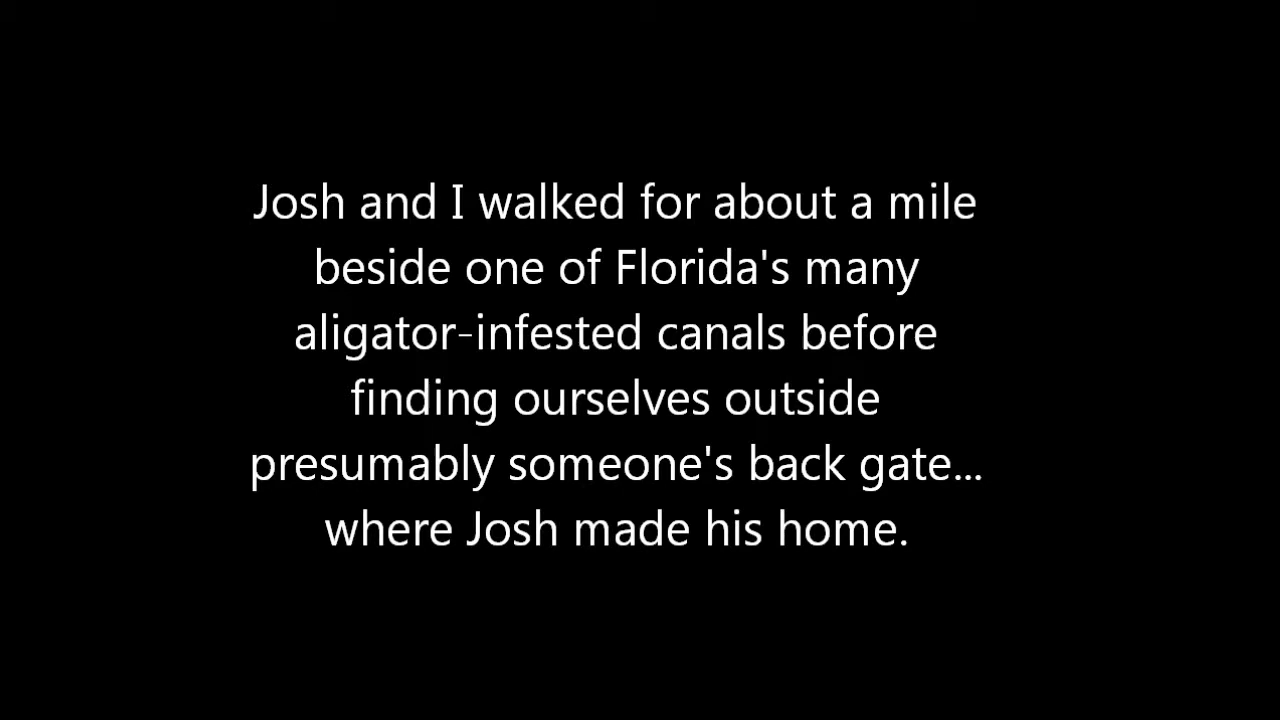 Josh and I walked for about a mile
beside one of Florida's many
aligator-infested canals before
finding ourselves outside
presumably someone's back gate...
where Josh made his home.